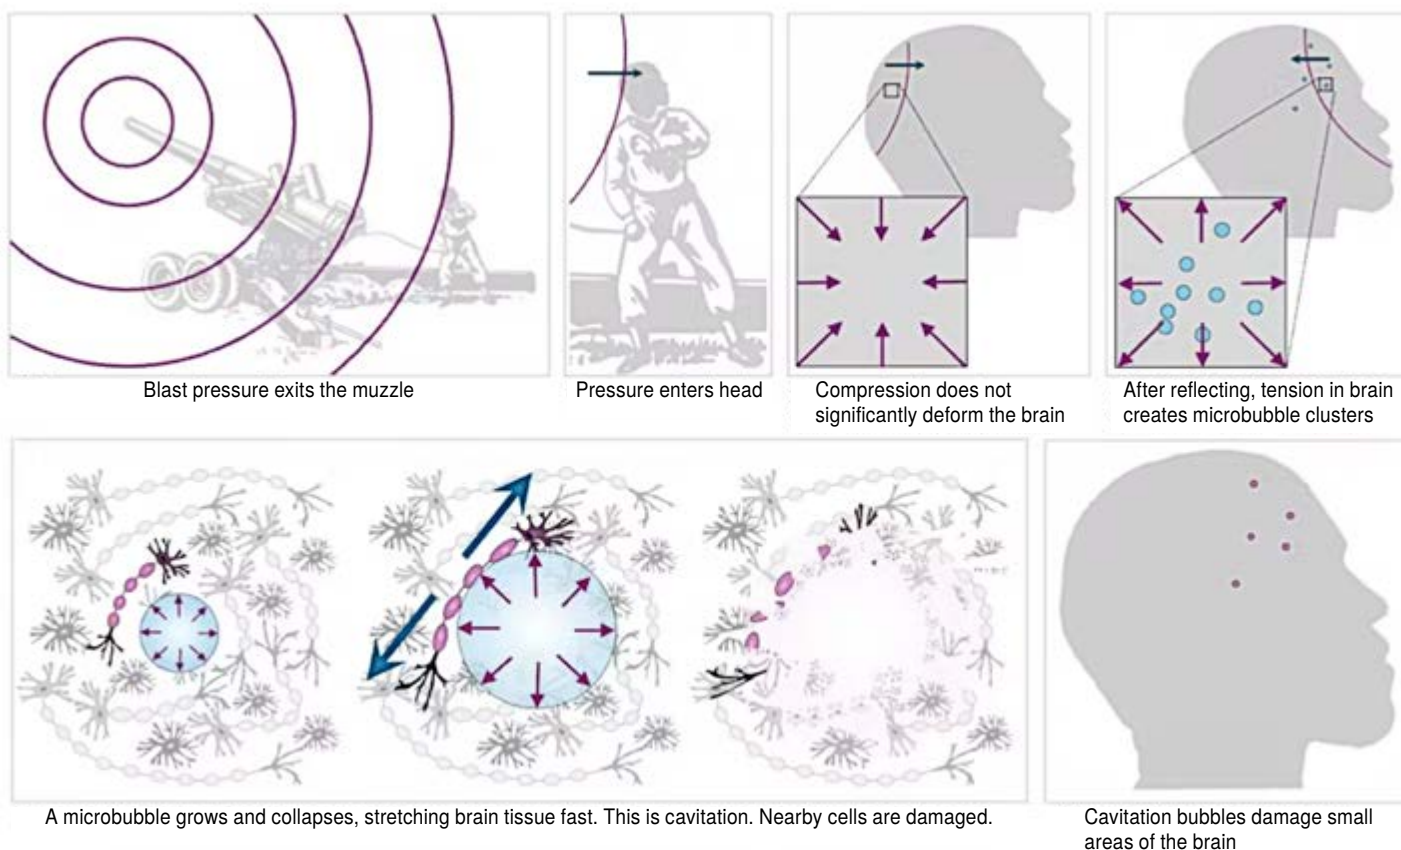 Blast pressure exits the muzzle
Pressure enters head
Compression does not
significantly deform the brain
After reflecting, tension in brain
creates microbubble clusters
A microbubble grows and collapses, stretching brain tissue fast. This is cavitation. Nearby cells are damaged.
Cavitation bubbles damage small
areas of the brain